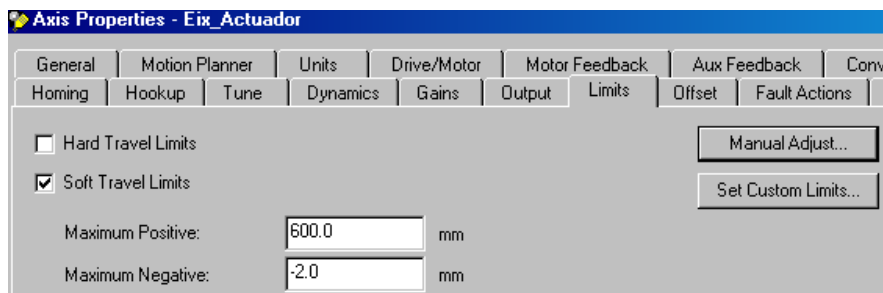 Axis Properties - Eix_Actuador
General Motion Planner Units Drive/Motor Motor Feedback Aux Feedback Conv
Homing Hookup Tune Dynamics Gains Output Limits Offset Fault Actions
Hard Travel Limits Manual Adjust...
Soft Travel Limits Set Custom Limits...
Maximum Positive: 600.0 mm
Maximum Negative: -2.0 mm